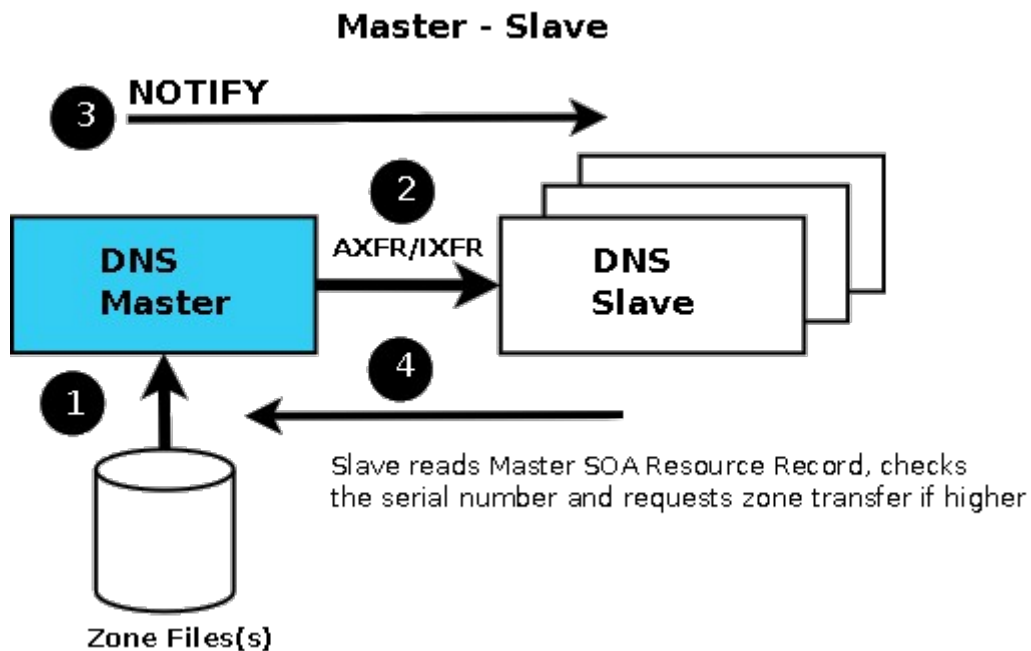 Master - Slave
NOTIFY
3
2
AXFR/IXFR
DNS
Master
DNS
Slave
1
4
Slave reads Master SOA Resource Record, checks
the serial number and requests zone transfer if higher
Zone Files(s)